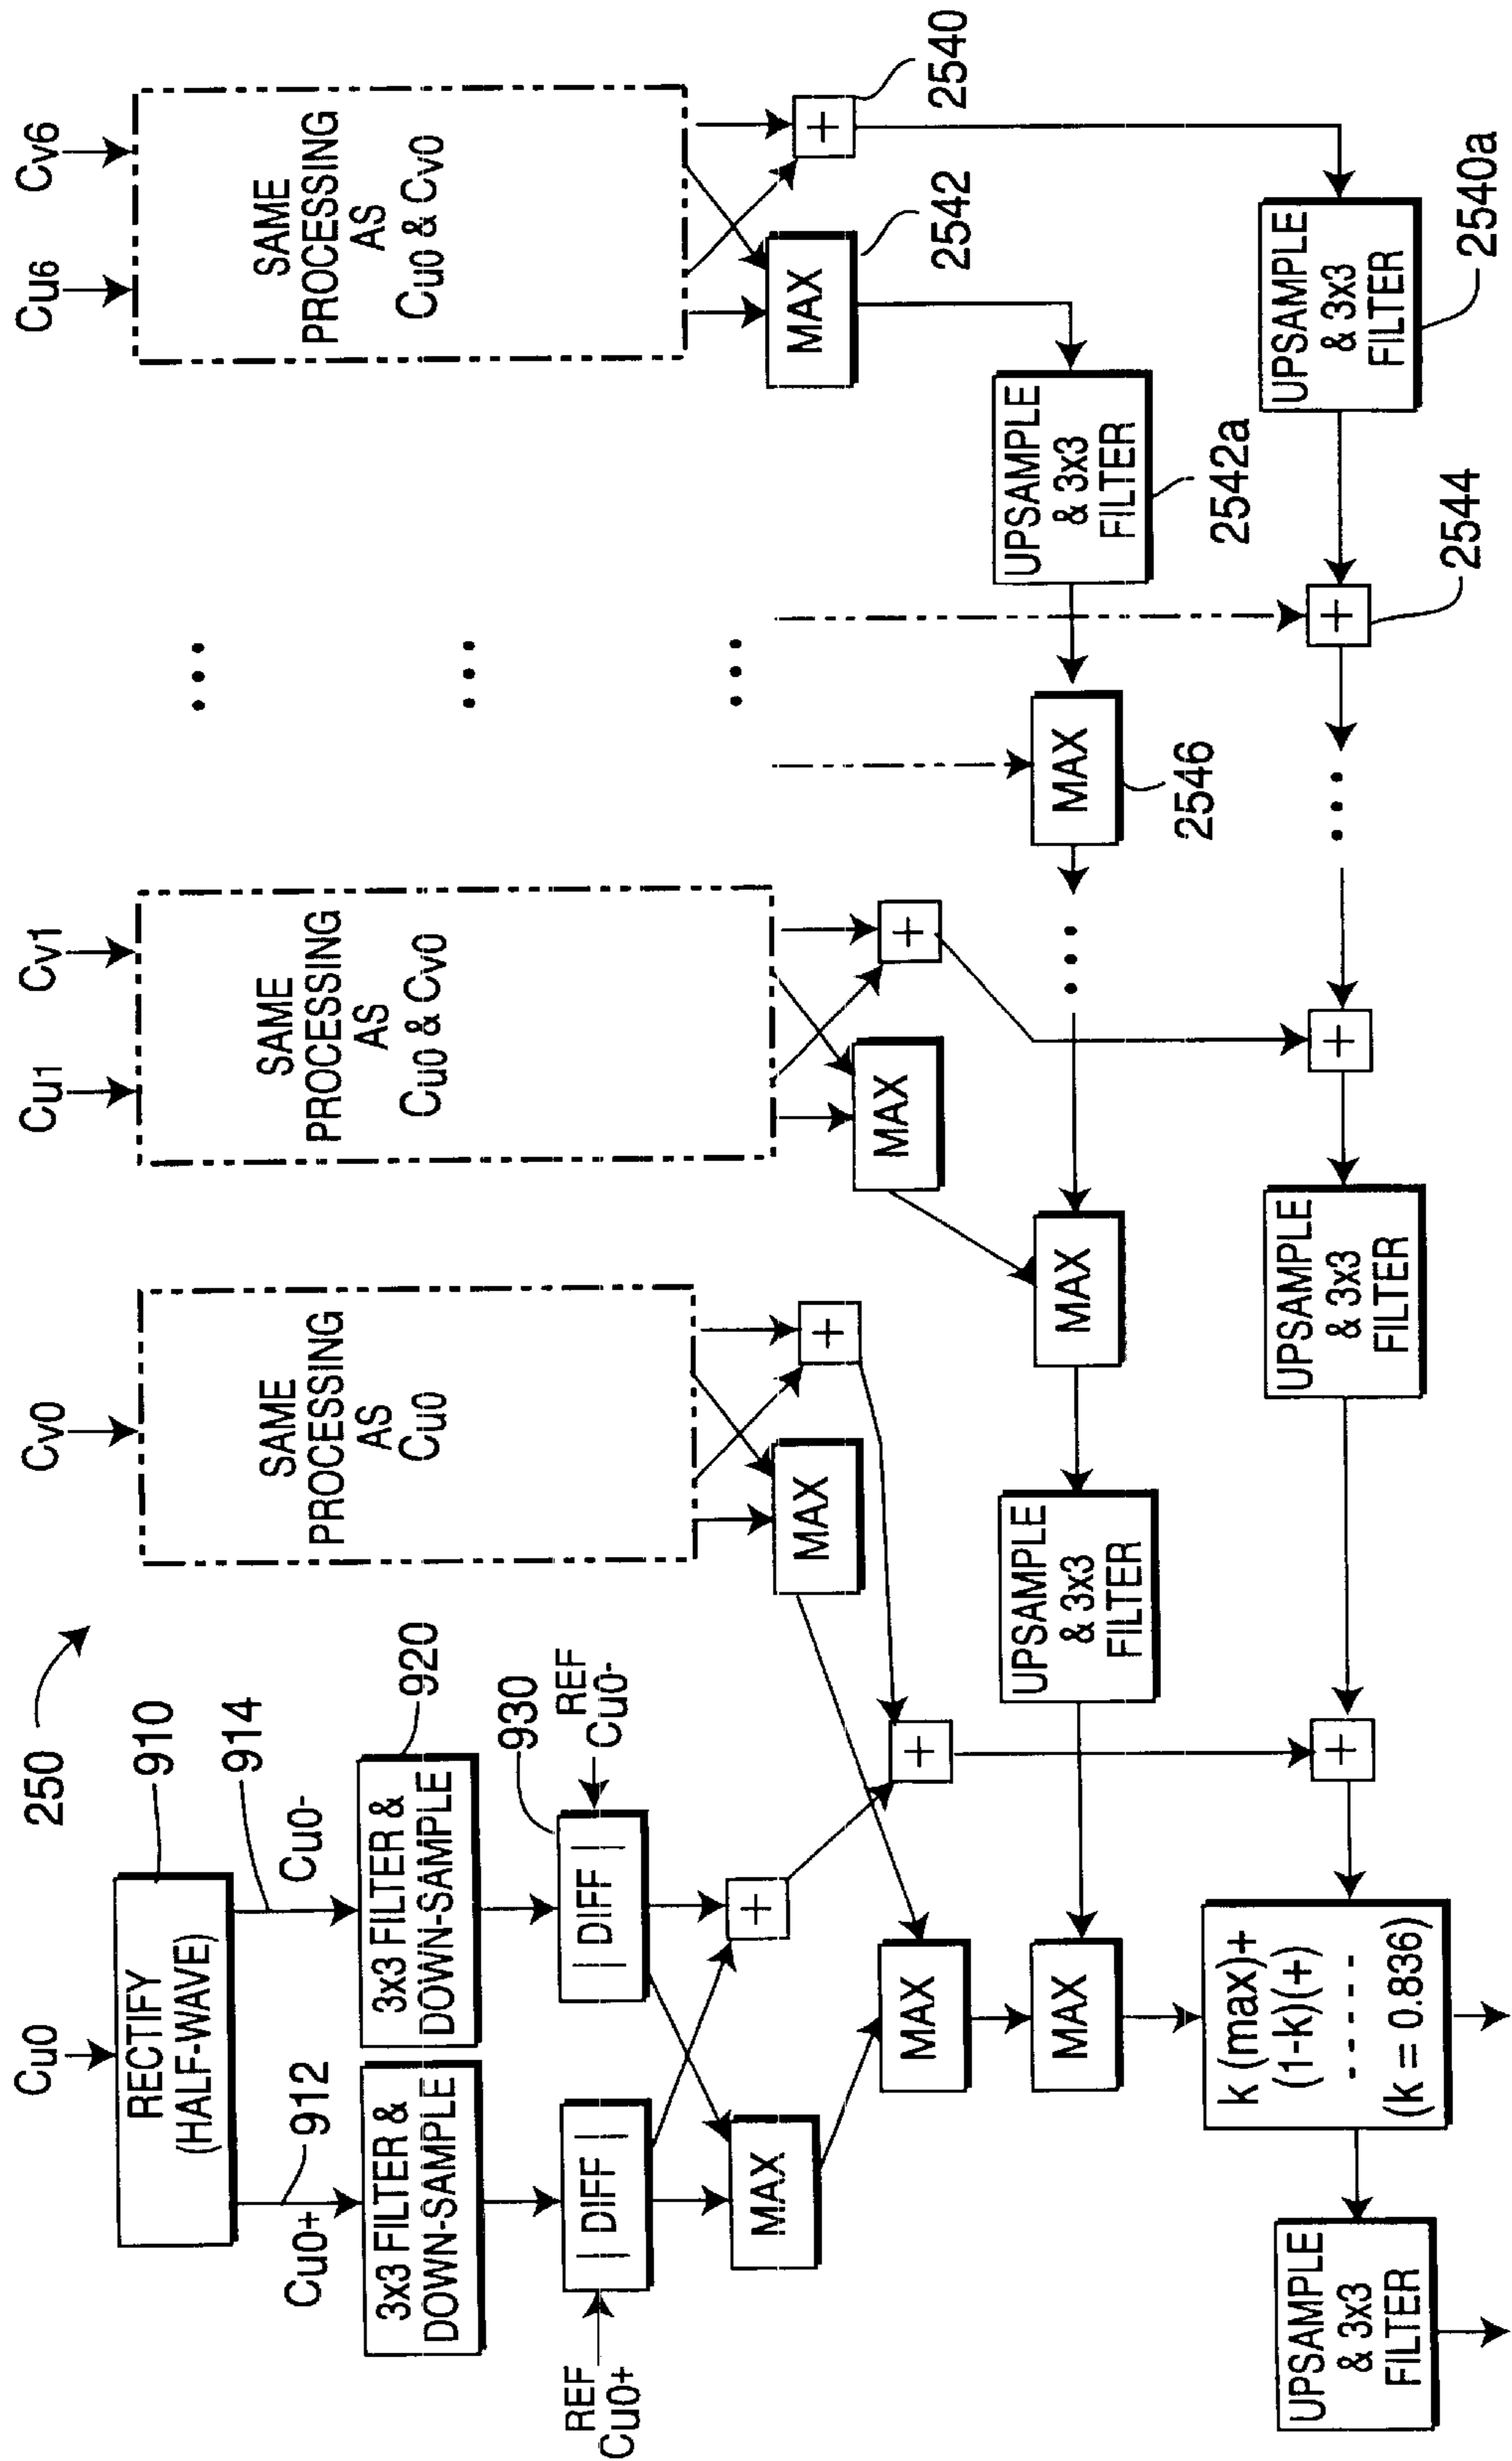 250
Cu0
RECTIFY
(HALF-WAVE)
910
912
914
Cu0+
Cu0-
3x3 FILTER &
DOWN-SAMPLE
3x3 FILTER &
DOWN-SAMPLE
920
REF
Cu0+
| DIFF |
| DIFF |
930
REF
Cu0-
MAX
+
Cv0
SAME
PROCESSING
AS
Cu0
MAX
+
Cu1
Cv1
SAME
PROCESSING
AS
Cu0 & Cv0
MAX
+
Cu6
Cv6
SAME
PROCESSING
AS
Cu0 & Cv0
MAX
2542
+
2540
MAX
+
MAX
UPSAMPLE
& 3x3
FILTER
MAX
MAX
2546
UPSAMPLE
& 3x3
FILTER
2542a
k (max)+
(1-k)(+)
- - - - -
(k = 0.836)
+
UPSAMPLE
& 3x3
FILTER
+
+
2544
UPSAMPLE
& 3x3
FILTER
2540a
UPSAMPLE
& 3x3
FILTER